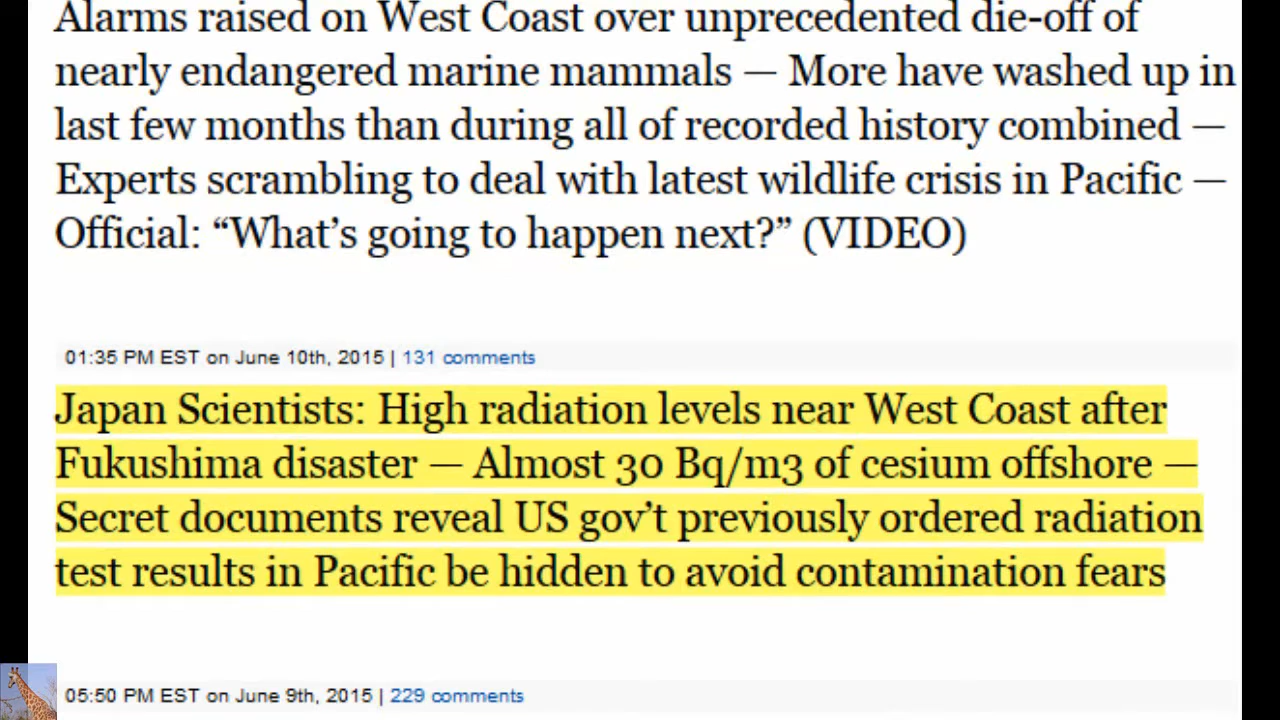 Alarms raised on West Coast over unprecedented die-off of
nearly endangered marine mammals — More have washed up in
last few months than during all of recorded history combined —
Experts scrambling to deal with latest wildlife crisis in Pacific —
Official: “What’s going to happen next?” (VIDEO)
01:35 PM EST on June 10th, 2015 | 131 comments
Japan Scientists: High radiation levels near West Coast after
Fukushima disaster — Almost 30 Bq/m3 of cesium offshore —
Secret documents reveal US gov’t previously ordered radiation
test results in Pacific be hidden to avoid contamination fears
05:50 PM EST on June 9th, 2015 | 229 comments